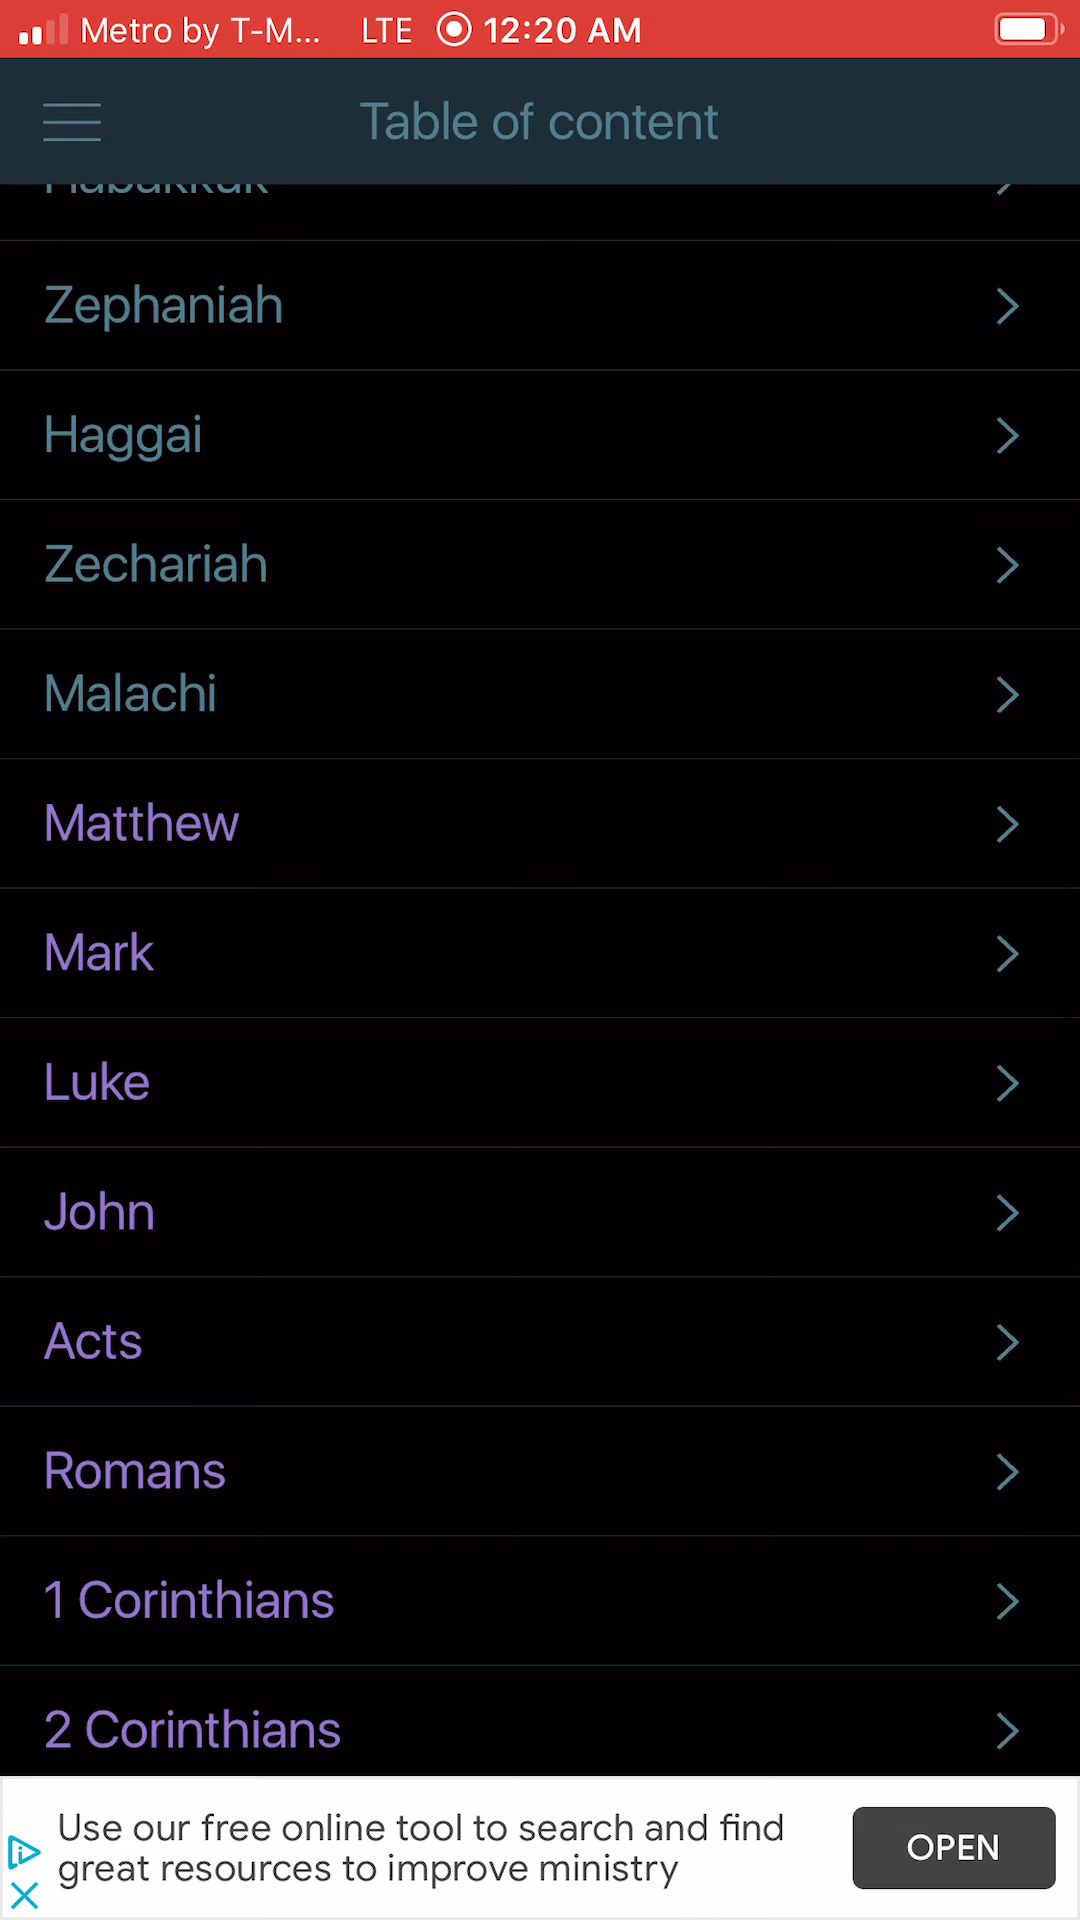 Metro by T-M... LTE 12:20 AM
Table of content
Habakkuk
Zephaniah
Haggai
Zechariah
Malachi
Matthew
Mark
Luke
John
Acts
Romans
1 Corinthians
2 Corinthians
Use our free online tool to search and find
great resources to improve ministry
OPEN